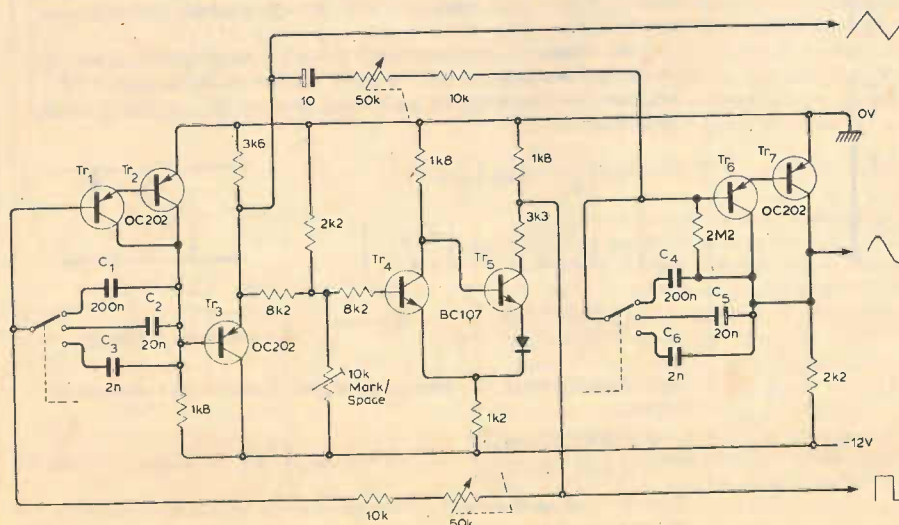 10
50k
10k
0V
3k6
1k8
1k8
Tr1
Tr2
OC202
2k2
3k3
Tr6
Tr7
OC202
2M2
C1
200n
C2
20n
C3
2n
Tr3
OC202
8k2
8k2
Tr4
Tr5
BC107
C4
200n
C5
20n
C6
2n
10k
Mark/
Space
1k8
1k2
2k2
-12V
10k
50k